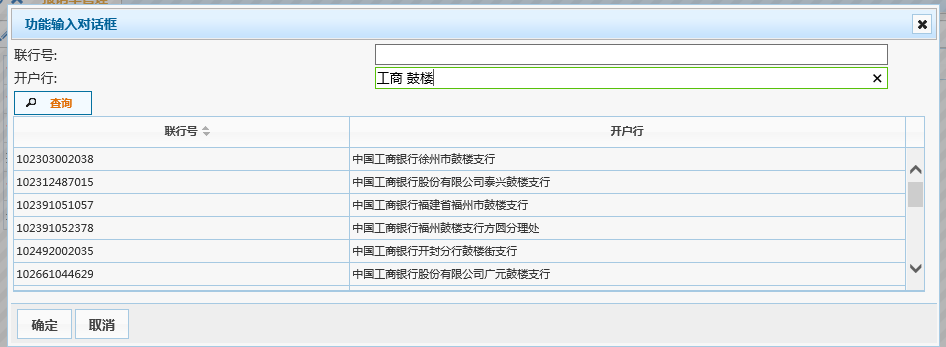 功能输入对话框
联行号:
开户行: 工商 鼓楼
查询
联行号 开户行
102303002038 中国工商银行徐州市鼓楼支行
102312487015 中国工商银行股份有限公司泰兴鼓楼支行
102391051057 中国工商银行福建省福州市鼓楼支行
102391052378 中国工商银行福州鼓楼支行方圆分理处
102492002035 中国工商银行开封分行鼓楼街支行
102661044629 中国工商银行股份有限公司广元鼓楼支行
确定 取消